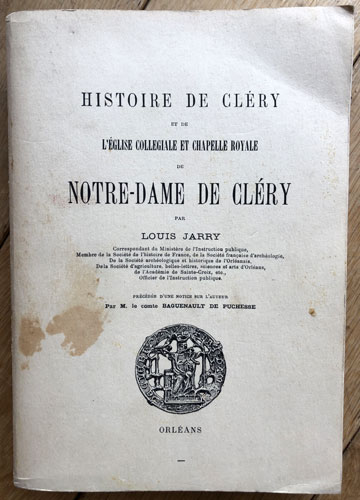 HISTOIRE DE CLÉRY
ET DE
L'ÉGLISE COLLEGIALE ET CHAPELLE ROYALE
DE
NOTRE-DAME DE CLÉRY
PAR
LOUIS JARRY
Correspondant du Ministère de l'Instruction publique,
Membre de la Société de l'histoire de France, de la Société française d'archéologie,
De la Société archéologique et historique de l'Orléanais,
De la Société d'agriculture, belles-lettres, sciences et arts d'Orléans,
de l'Académie de Sainte-Croix, etc.,
Officier de l'Instruction publique.
PRÉCÉDÉE D'UNE NOTICE SUR L'AUTEUR
Par M. le comte BAGUENAULT DE PUCHESSE
ORLÉANS